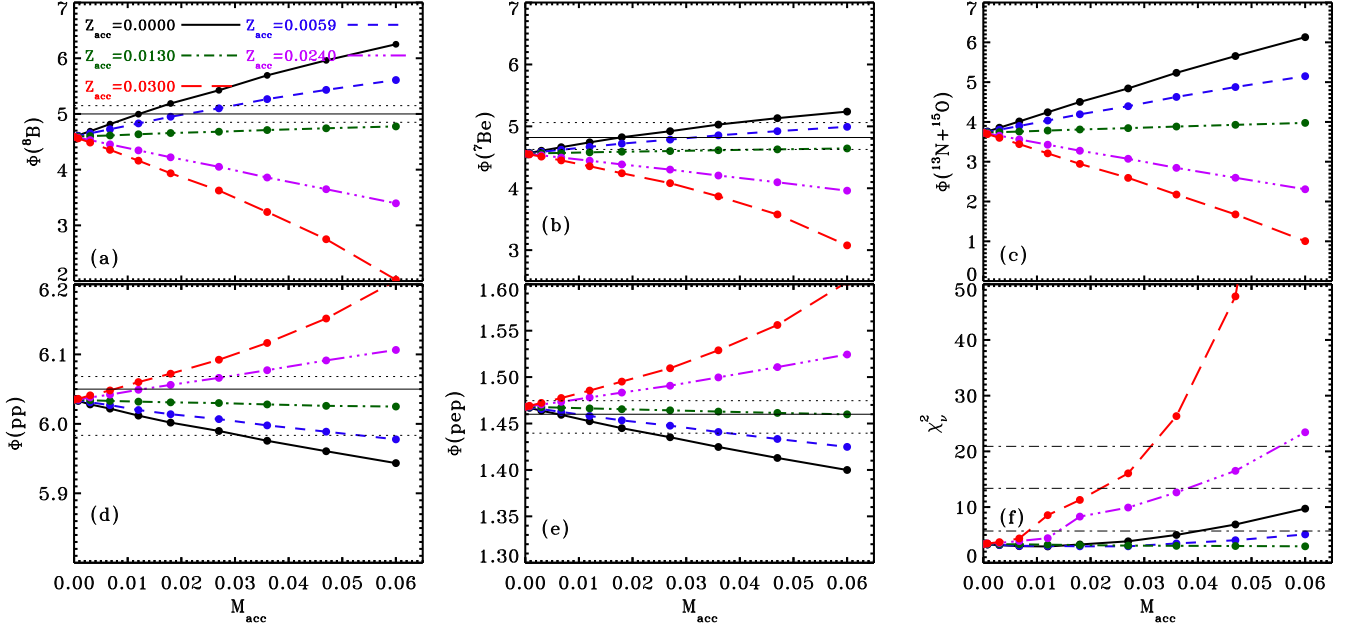 Z_acc=0.0000 Z_acc=0.0059
Z_acc=0.0130 Z_acc=0.0240
Z_acc=0.0300
7
6
5
4
3
2
Φ(⁸B)
(a)
7
6
5
4
3
Φ(⁷Be)
(b)
7
6
5
4
3
2
1
0
Φ(¹³N+¹⁵O)
(c)
6.2
6.1
6.0
5.9
Φ(pp)
(d)
0.00 0.01 0.02 0.03 0.04 0.05 0.06
M_acc
1.60
1.55
1.50
1.45
1.40
1.35
1.30
Φ(pep)
(e)
0.00 0.01 0.02 0.03 0.04 0.05 0.06
M_acc
50
40
30
20
10
0
χ²_ν
(f)
0.00 0.01 0.02 0.03 0.04 0.05 0.06
M_acc